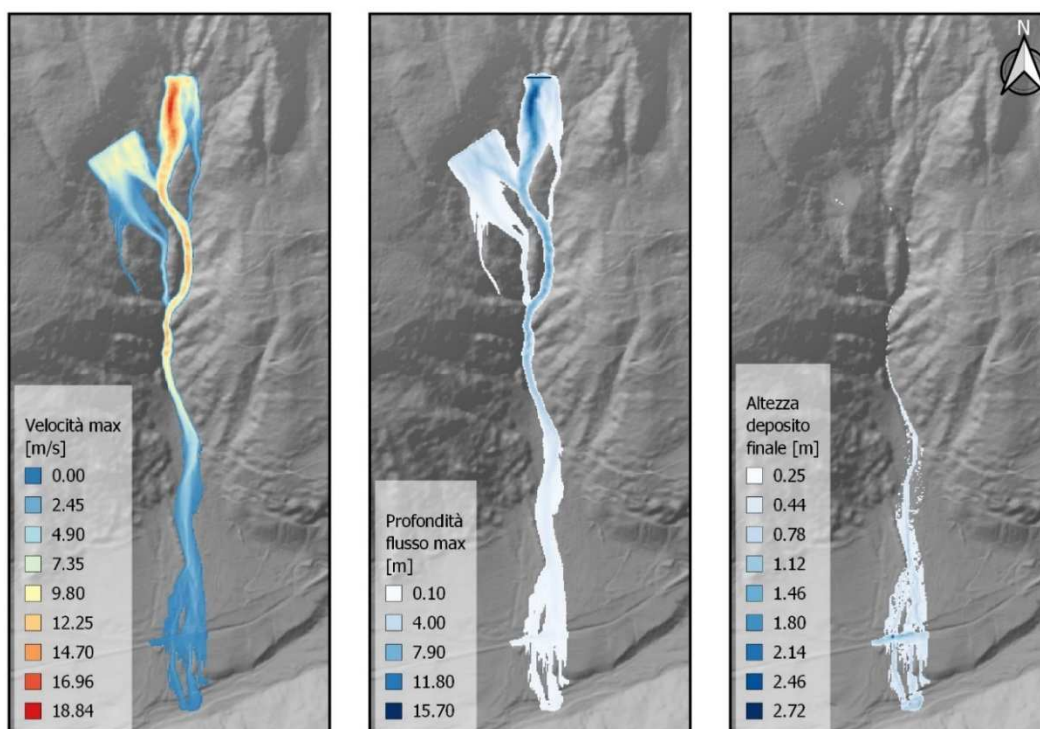 Velocità max
[m/s]
0.00
2.45
4.90
7.35
9.80
12.25
14.70
16.96
18.84
Profondità
flusso max
[m]
0.10
4.00
7.90
11.80
15.70
N
Altezza
deposito
finale [m]
0.25
0.44
0.78
1.12
1.46
1.80
2.14
2.46
2.72